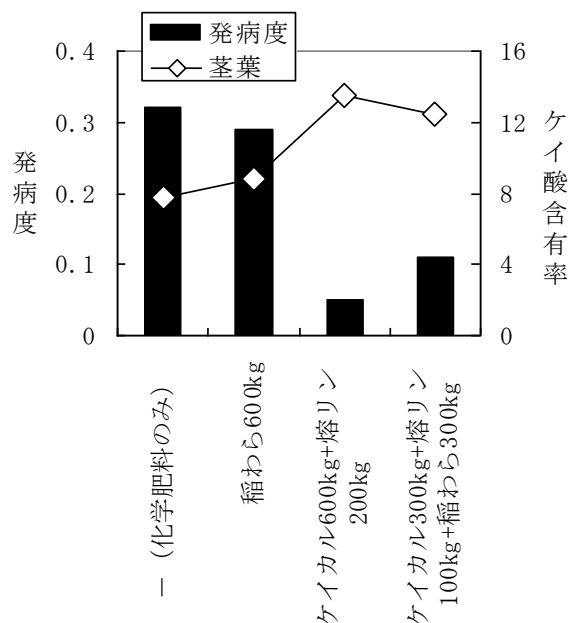 発病度
茎葉
0.4
0.3
0.2
0.1
0
発病度
16
12
8
4
0
ケイ酸含有率
－（化学肥料のみ）
稲わら600kg
ケイカル600kg+熔リン
200kg
ケイカル300kg+熔リン
100kg+稲わら300kg